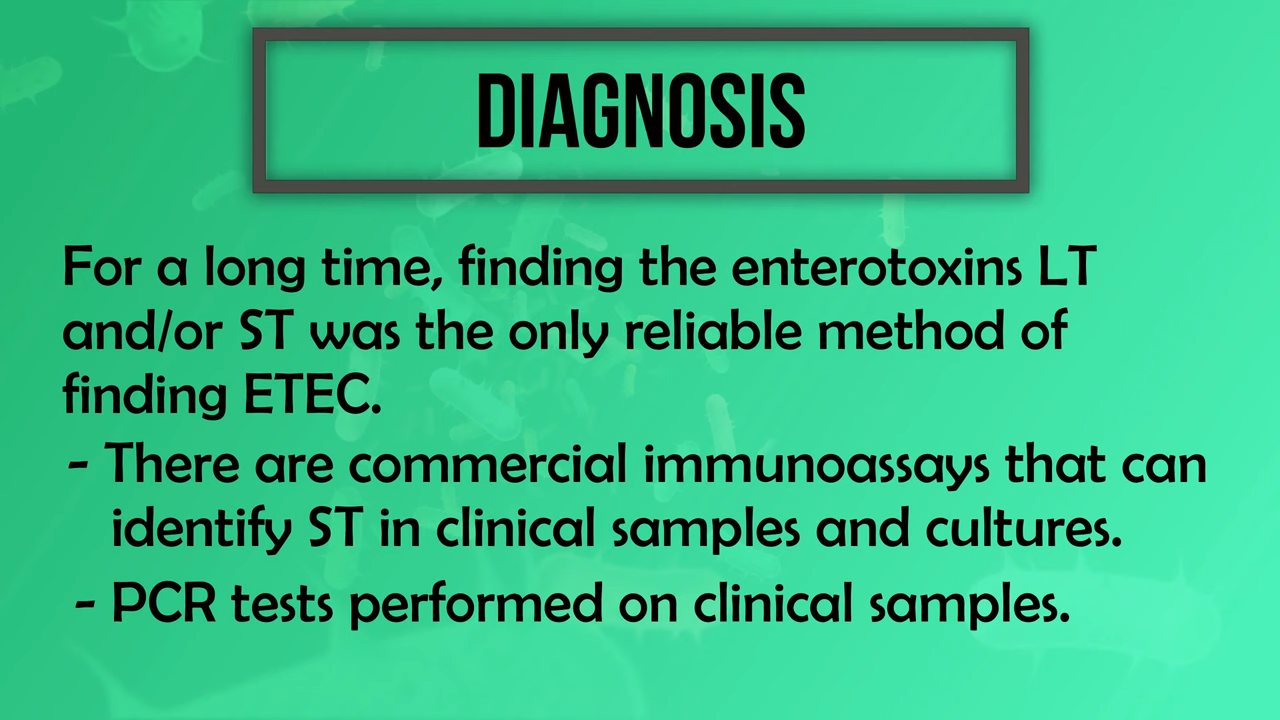 DIAGNOSIS
For a long time, finding the enterotoxins LT
and/or ST was the only reliable method of
finding ETEC.
- There are commercial immunoassays that can
identify ST in clinical samples and cultures.
- PCR tests performed on clinical samples.